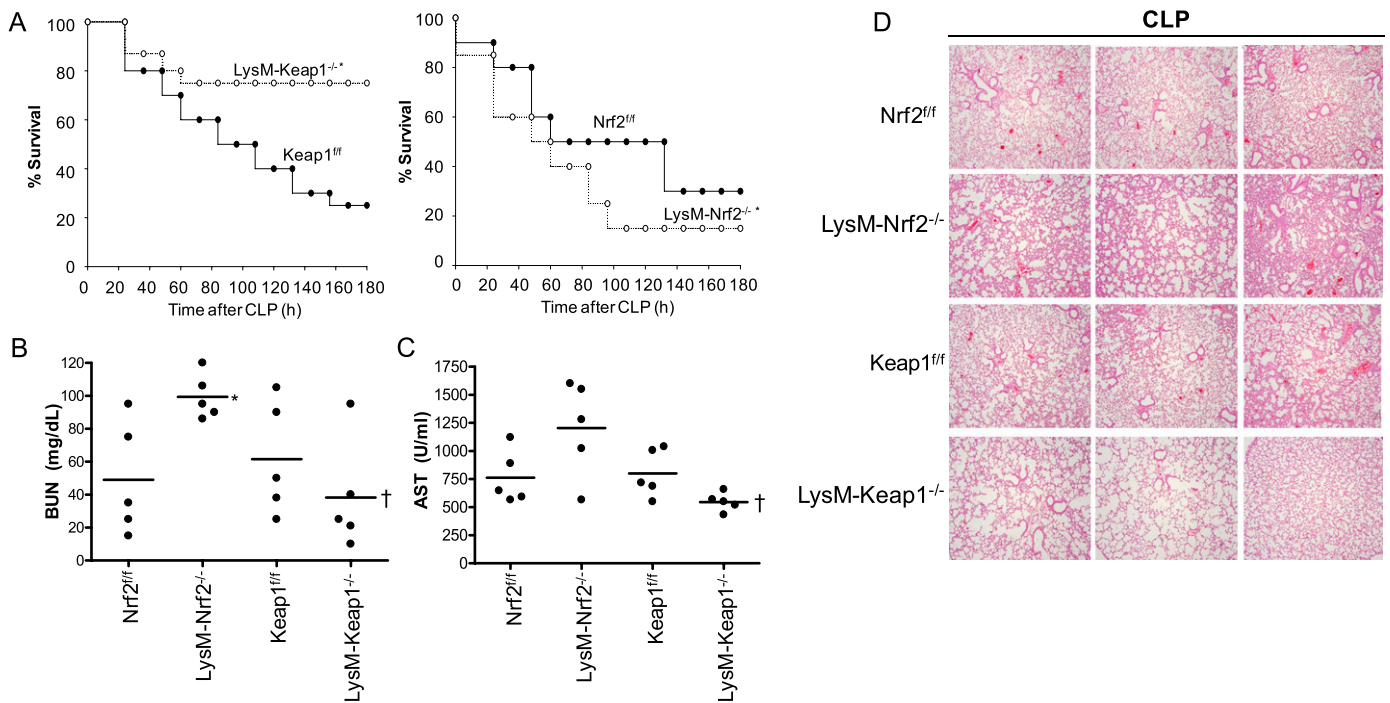 A
100
80
60
40
20
0
% Survival
LysM-Keap1-/- *
Keap1f/f
0 20 40 60 80 100 120 140 160 180
Time after CLP (h)
100
80
60
40
20
0
% Survival
Nrf2f/f
LysM-Nrf2-/- *
0 20 40 60 80 100 120 140 160 180
Time after CLP (h)
B
120
100
80
60
40
20
0
BUN (mg/dL)
*
†
Nrf2f/f
LysM-Nrf2-/-
Keap1f/f
LysM-Keap1-/-
C
1750
1500
1250
1000
750
500
250
0
AST (U/ml)
†
Nrf2f/f
LysM-Nrf2-/-
Keap1f/f
LysM-Keap1-/-
D
CLP
Nrf2f/f
LysM-Nrf2-/-
Keap1f/f
LysM-Keap1-/-